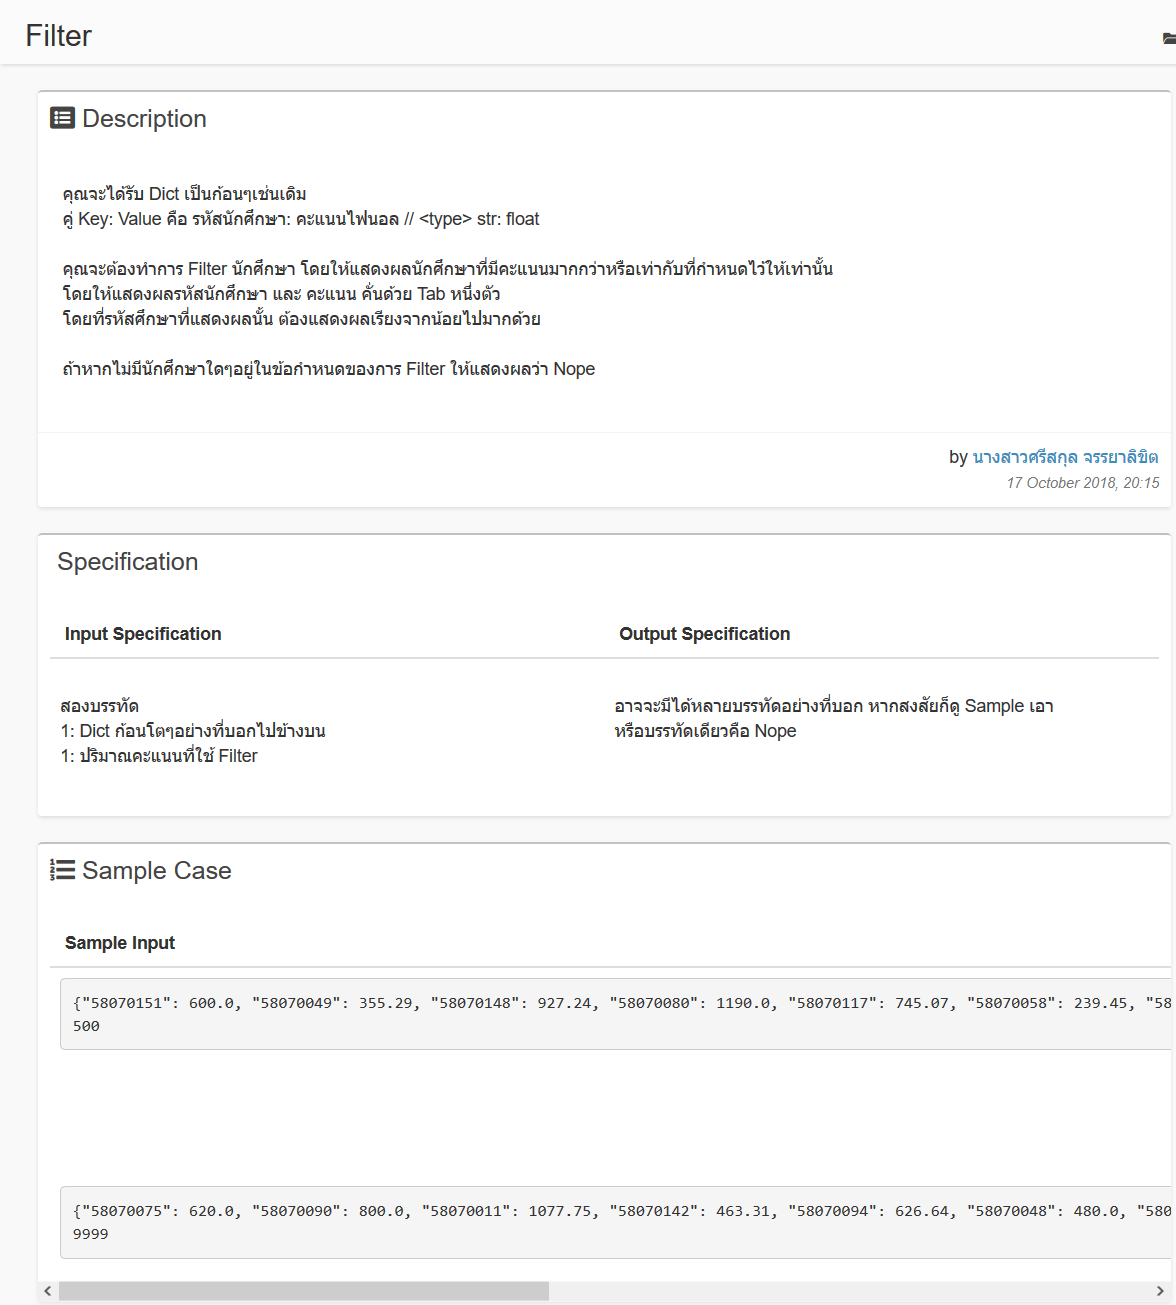 Filter
Description
คุณจะได้รับ Dict เป็นก้อนๆเช่นเดิม
คู่ Key: Value คือ รหัสนักศึกษา: คะแนนไฟนอล // <type> str: float
คุณจะต้องทำการ Filter นักศึกษา โดยให้แสดงผลนักศึกษาที่มีคะแนนมากกว่าหรือเท่ากับที่กำหนดไว้ให้เท่านั้น
โดยให้แสดงผลรหัสนักศึกษา และ คะแนน คั่นด้วย Tab หนึ่งตัว
โดยที่รหัสศึกษาที่แสดงผลนั้น ต้องแสดงผลเรียงจากน้อยไปมากด้วย
ถ้าหากไม่มีนักศึกษาใดๆอยู่ในข้อกำหนดของการ Filter ให้แสดงผลว่า Nope
by นางสาวศรีสกุล จรรยาลิขิต
17 October 2018, 20:15
Specification
Input Specification
Output Specification
สองบรรทัด
1: Dict ก้อนโตๆอย่างที่บอกไปข้างบน
1: ปริมาณคะแนนที่ใช้ Filter
อาจจะมีได้หลายบรรทัดอย่างที่บอก หากสงสัยก็ดู Sample เอา
หรือบรรทัดเดียวคือ Nope
Sample Case
Sample Input
{"58070151": 600.0, "58070049": 355.29, "58070148": 927.24, "58070080": 1190.0, "58070117": 745.07, "58070058": 239.45, "58
500
{"58070075": 620.0, "58070090": 800.0, "58070011": 1077.75, "58070142": 463.31, "58070094": 626.64, "58070048": 480.0, "580
9999